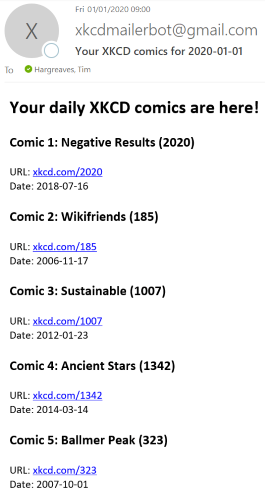 Fri 01/01/2020 09:00
X
xkcdmailerbot@gmail.com
Your XKCD comics for 2020-01-01
To Hargreaves, Tim
Your daily XKCD comics are here!
Comic 1: Negative Results (2020)
URL: xkcd.com/2020
Date: 2018-07-16
Comic 2: Wikifriends (185)
URL: xkcd.com/185
Date: 2006-11-17
Comic 3: Sustainable (1007)
URL: xkcd.com/1007
Date: 2012-01-23
Comic 4: Ancient Stars (1342)
URL: xkcd.com/1342
Date: 2014-03-14
Comic 5: Ballmer Peak (323)
URL: xkcd.com/323
Date: 2007-10-01